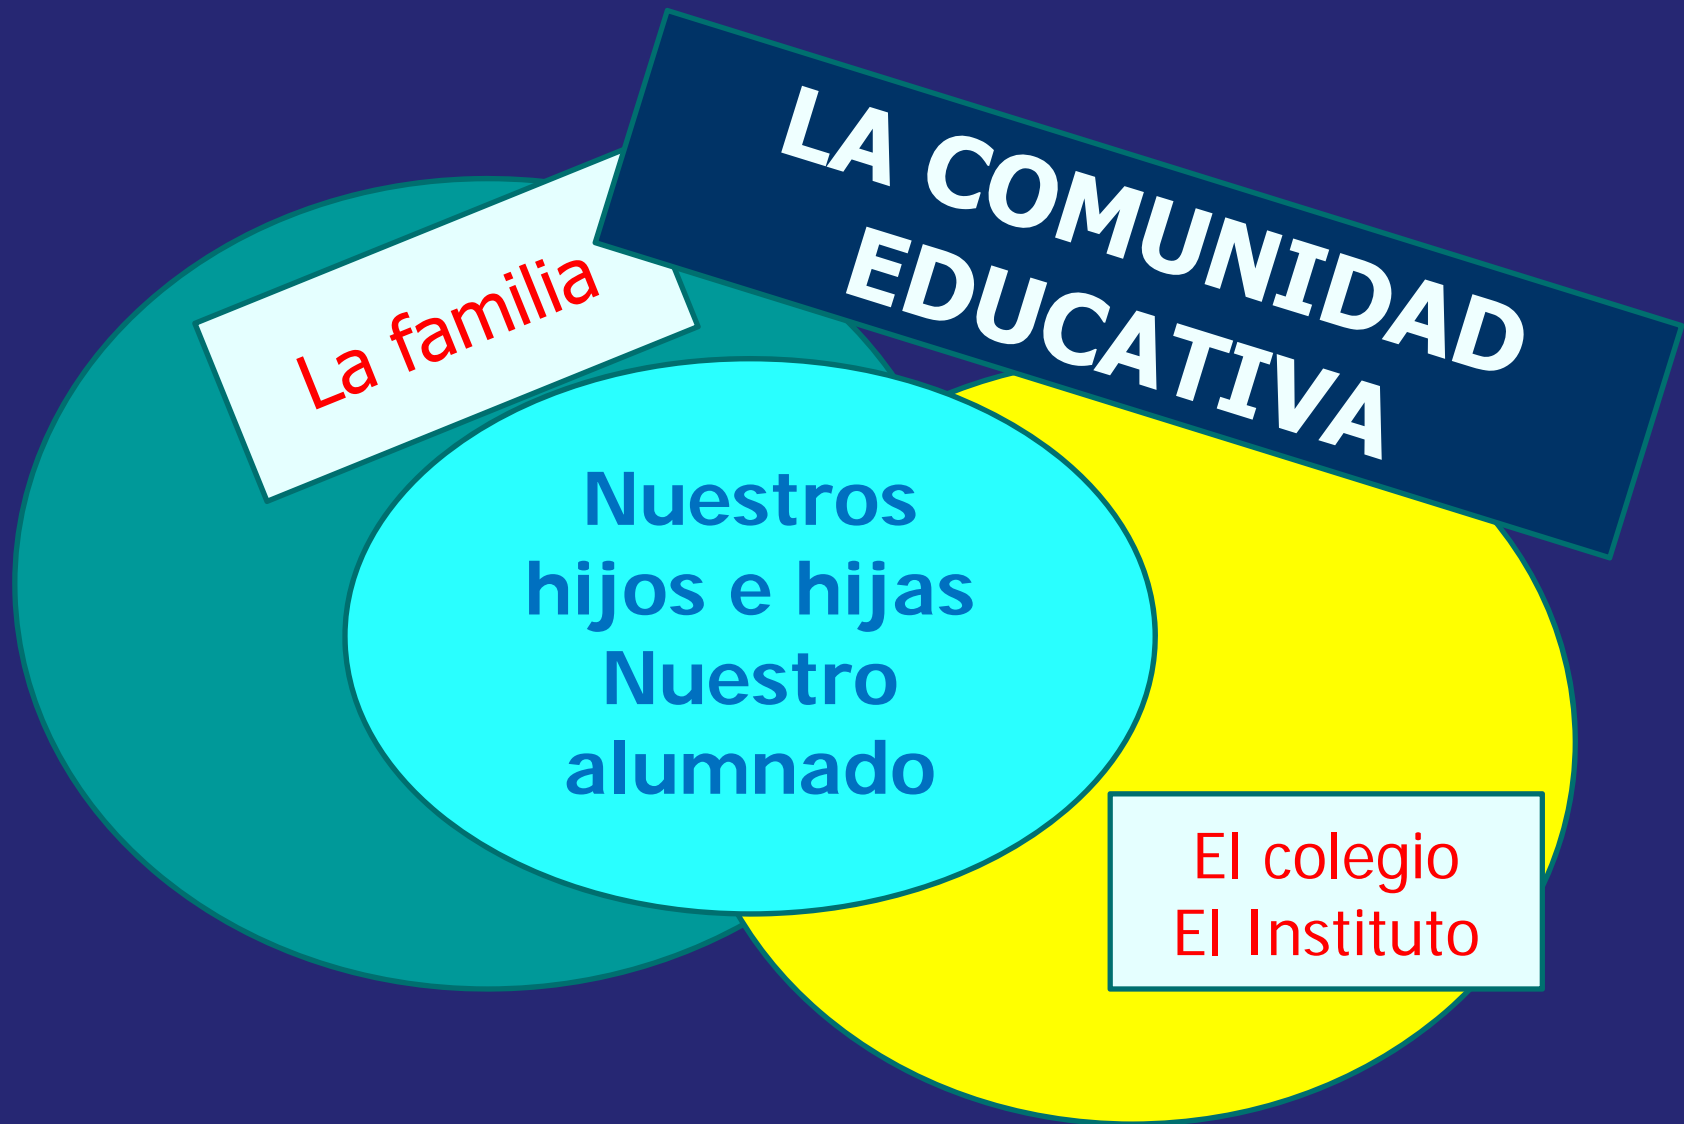 LA COMUNIDAD
EDUCATIVA
La familia
Nuestros
hijos e hijas
Nuestro
alumnado
El colegio
El Instituto